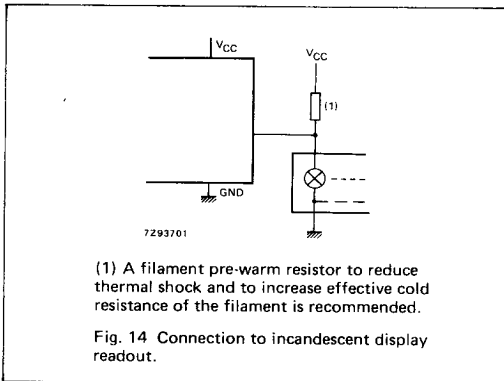 VCC
VCC
(1)
GND
7Z93701
(1) A filament pre-warm resistor to reduce
thermal shock and to increase effective cold
resistance of the filament is recommended.
Fig. 14 Connection to incandescent display
readout.